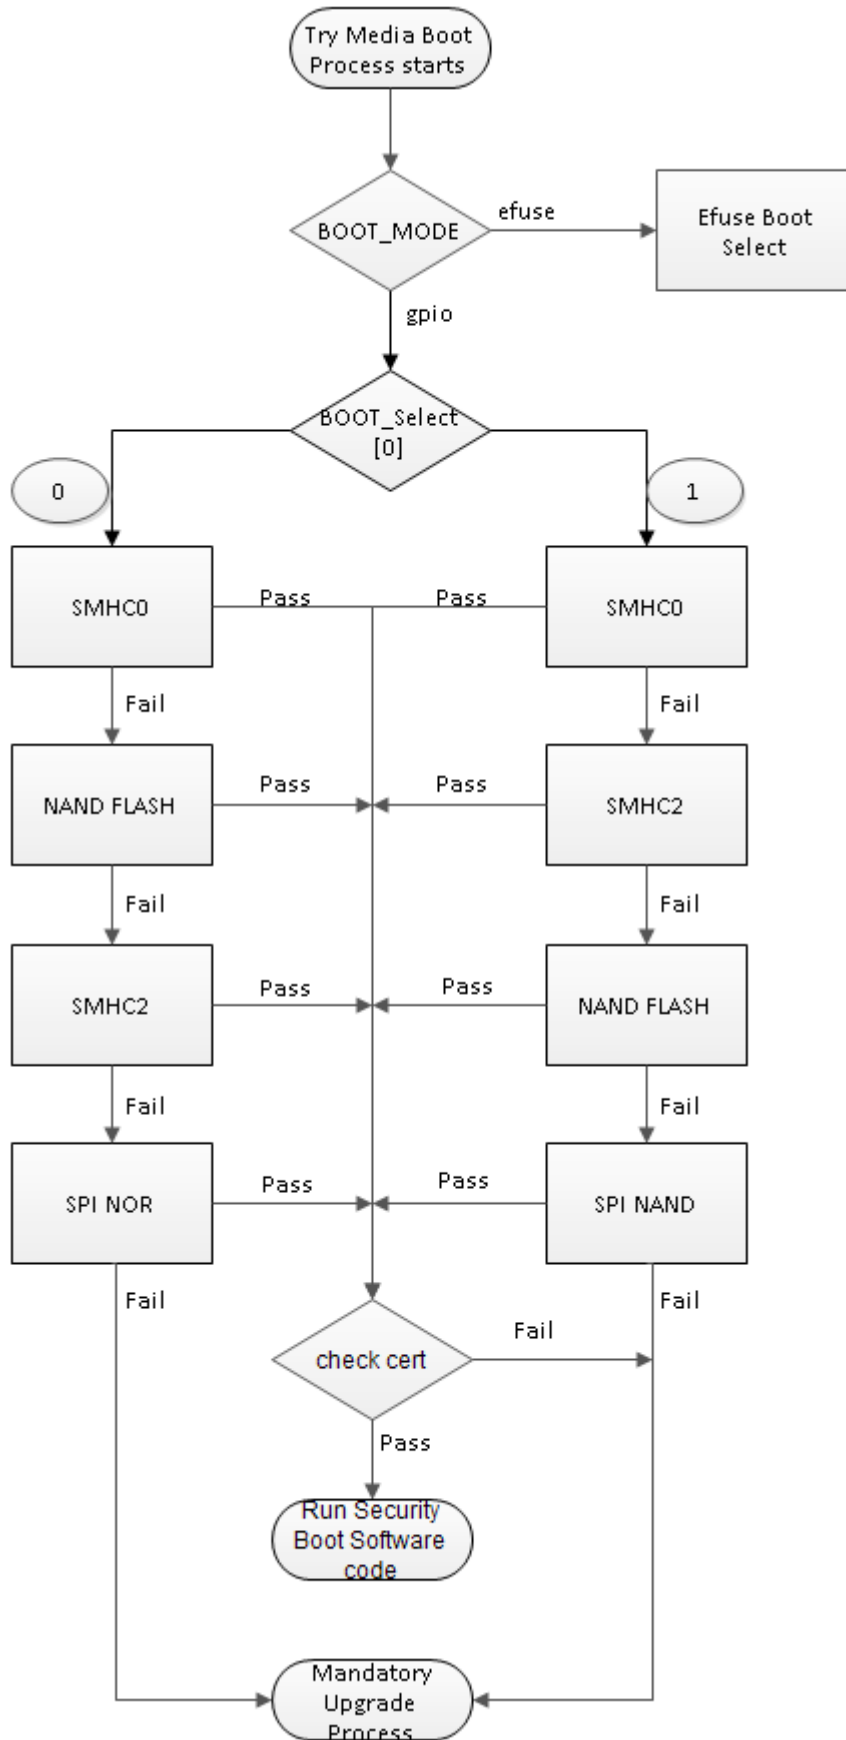 Try Media Boot
Process starts
BOOT_MODE
efuse
Efuse Boot
Select
gpio
BOOT_Select
[0]
0
1
SMHC0
Pass
Pass
SMHC0
Fail
Fail
NAND FLASH
Pass
Pass
SMHC2
Fail
Fail
SMHC2
Pass
Pass
NAND FLASH
Fail
Fail
SPI NOR
Pass
Pass
SPI NAND
Fail
Fail
check cert
Fail
Pass
Run Security
Boot Software
code
Mandatory
Upgrade
Process